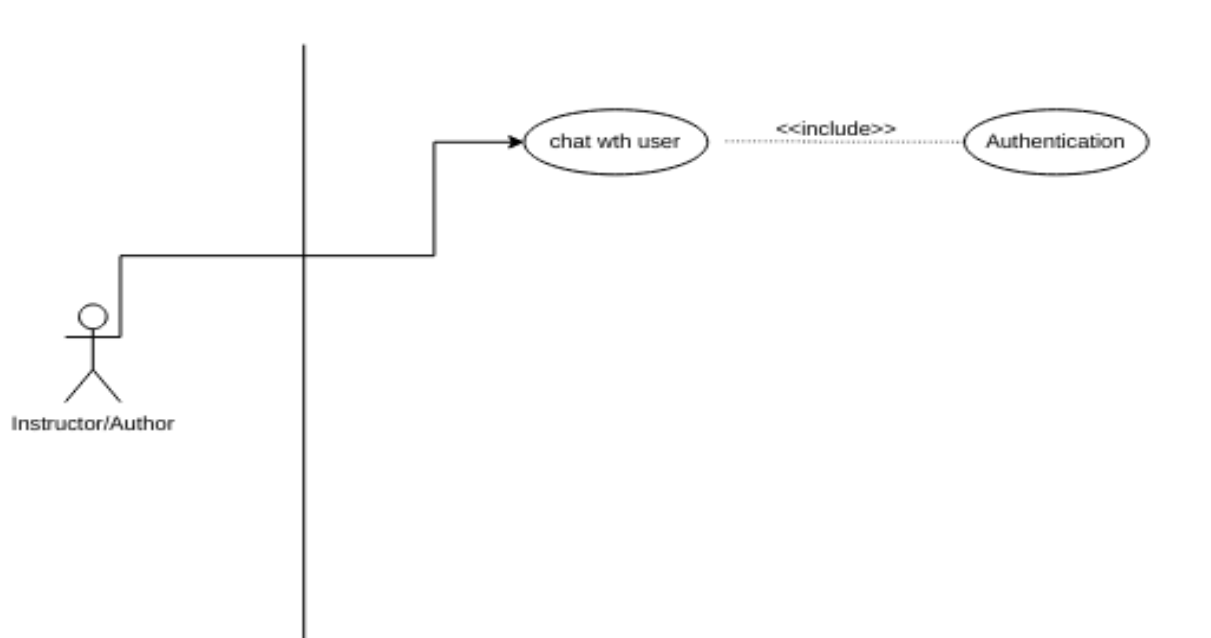 <<include>>
chat wth user
Authentication
Instructor/Author